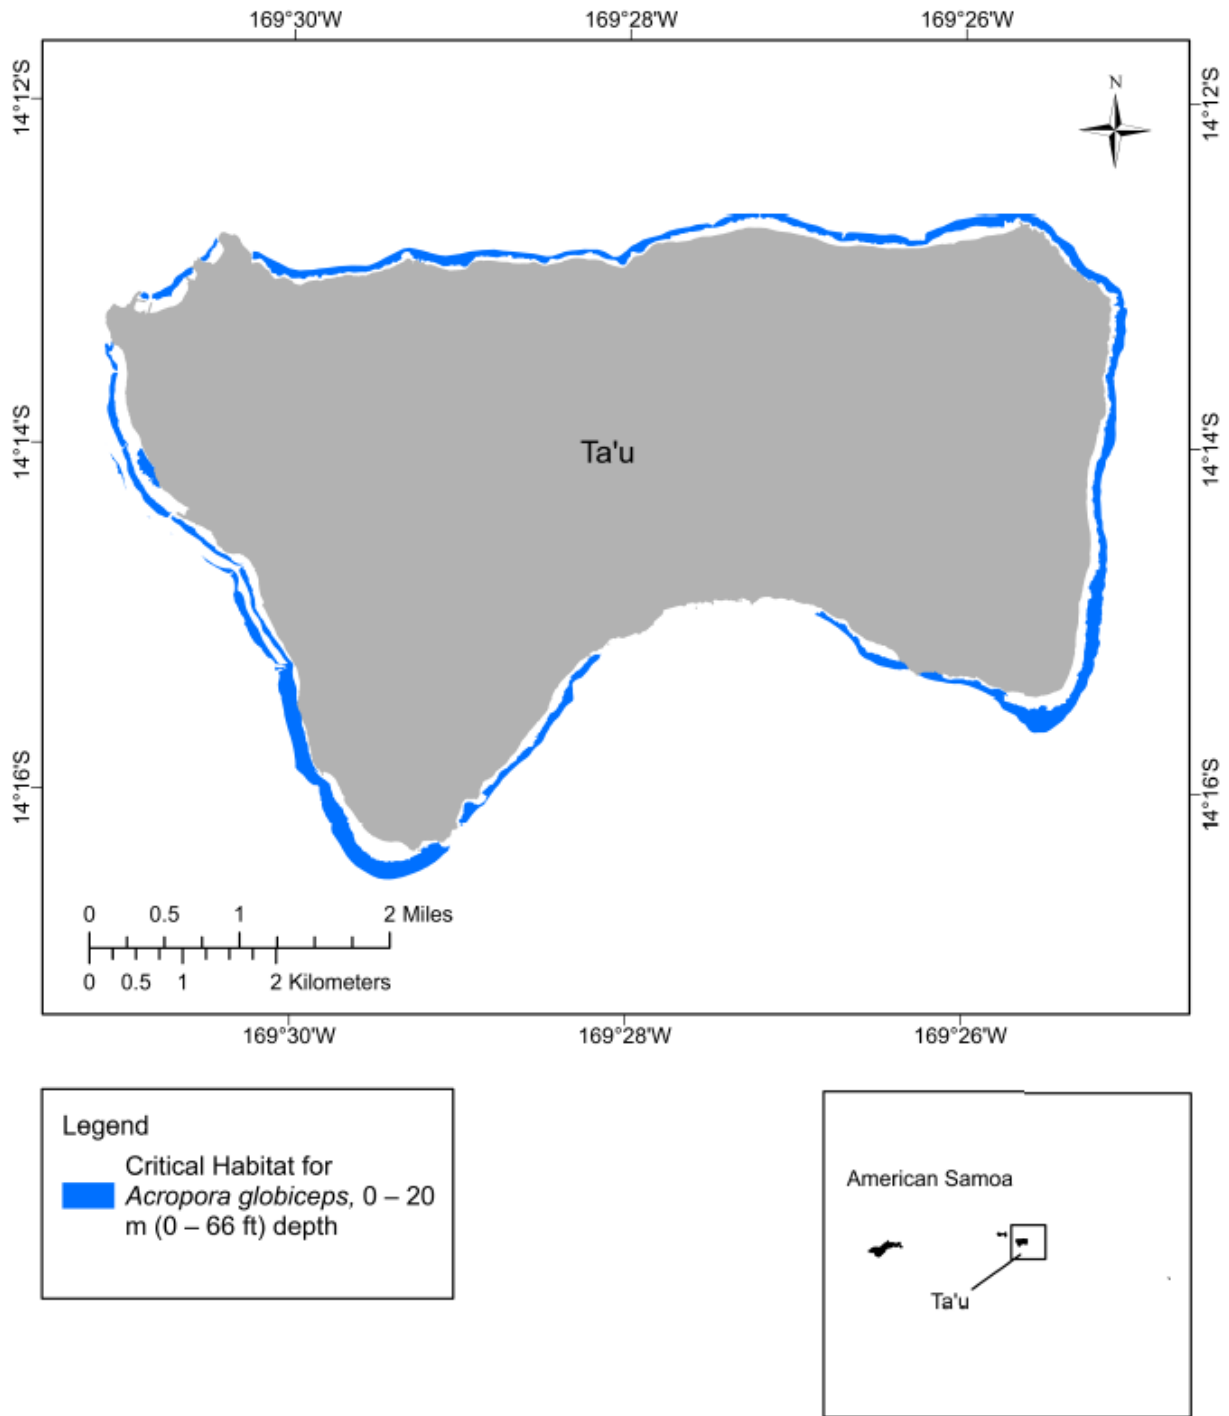 169°30'W 169°28'W 169°26'W
14°12'S 14°12'S
N
14°14'S 14°14'S
Ta'u
14°16'S 14°16'S
0 0.5 1 2 Miles
0 0.5 1 2 Kilometers
169°30'W 169°28'W 169°26'W
Legend
Critical Habitat for
Acropora globiceps, 0 – 20
m (0 – 66 ft) depth
American Samoa
Ta'u